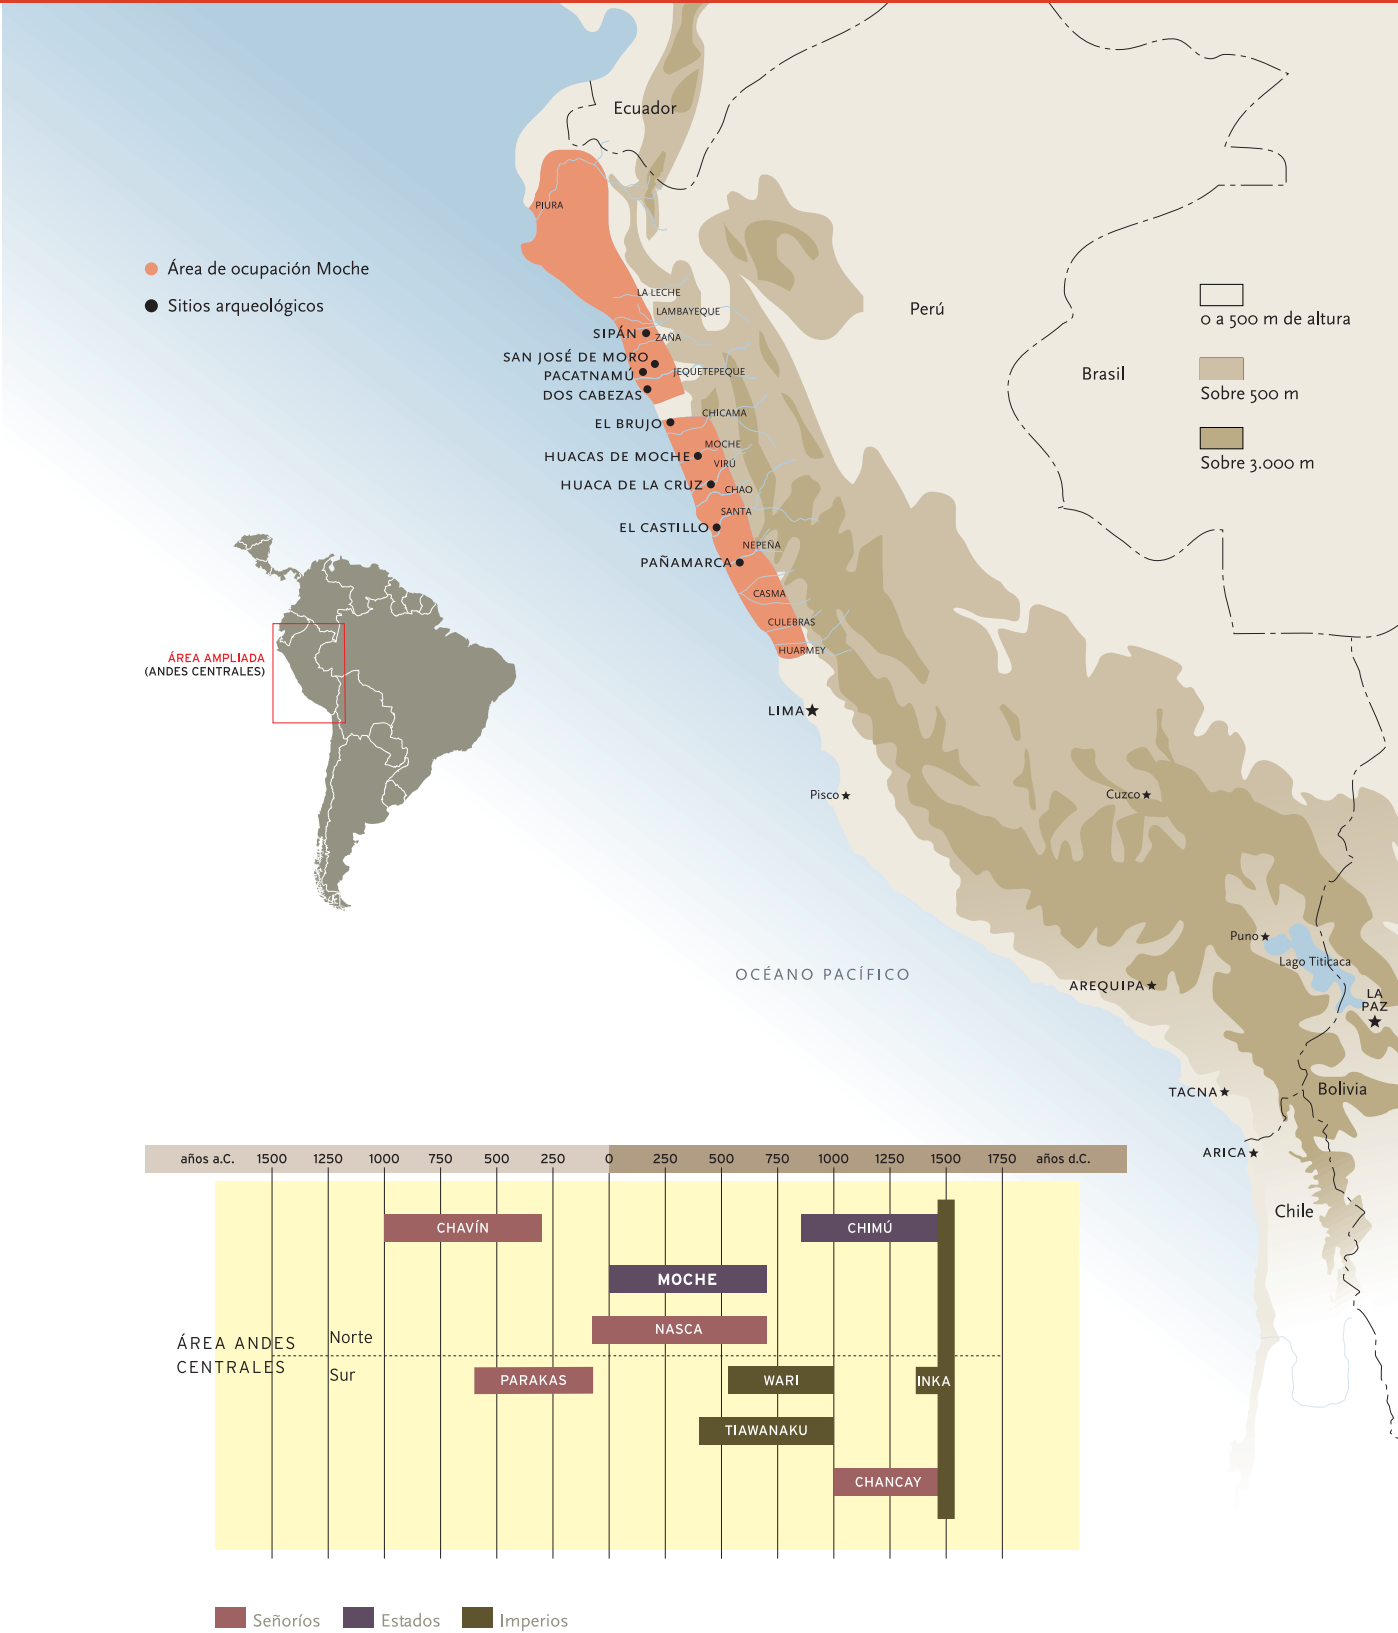 Ecuador
PIURA
Área de ocupación Moche
Sitios arqueológicos
LA LECHE
LAMBAYEQUE
SIPÁN
ZAÑA
SAN JOSÉ DE MORO
PACATNAMÚ
JEQUETEPEQUE
DOS CABEZAS
CHICAMA
EL BRUJO
MOCHE
HUACAS DE MOCHE
VIRÚ
HUACA DE LA CRUZ
CHAO
SANTA
EL CASTILLO
NEPEÑA
PAÑAMARCA
CASMA
CULEBRAS
HUARMEY
Perú
Brasil
0 a 500 m de altura
Sobre 500 m
Sobre 3.000 m
ÁREA AMPLIADA
(ANDES CENTRALES)
LIMA
Pisco
Cuzco
Puno
Lago Titicaca
OCÉANO PACÍFICO
AREQUIPA
LA
PAZ
TACNA
Bolivia
ARICA
Chile
años a.C. 1500 1250 1000 750 500 250 0 250 500 750 1000 1250 1500 1750 años d.C.
CHAVÍN
CHIMÚ
MOCHE
NASCA
ÁREA ANDES
CENTRALES
Norte
Sur
PARAKAS
WARI
INKA
TIAWANAKU
CHANCAY
Señoríos
Estados
Imperios